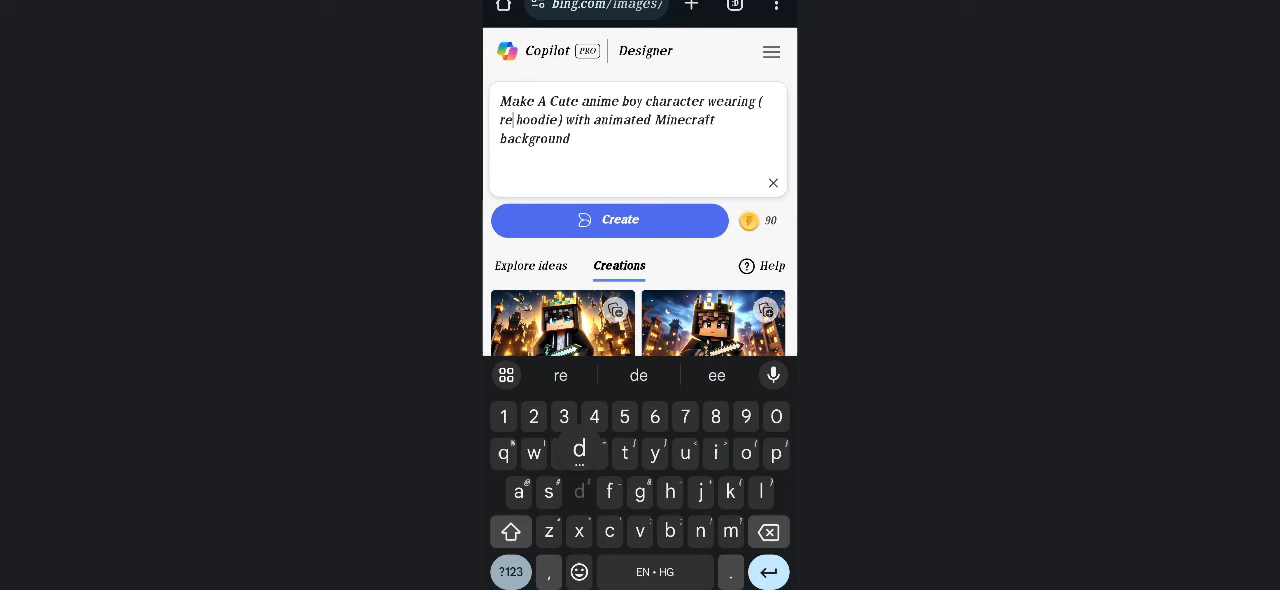 bing.com/images/
Copilot PRO | Designer
Make A Cute anime boy character wearing (
re hoodie) with animated Minecraft
background
Create
90
Explore ideas Creations Help
re de ee
1 2 3 4 5 6 7 8 9 0
q w d t y u i o p
a s d f g h j k l
z x c v b n m
?123 , EN • HG .